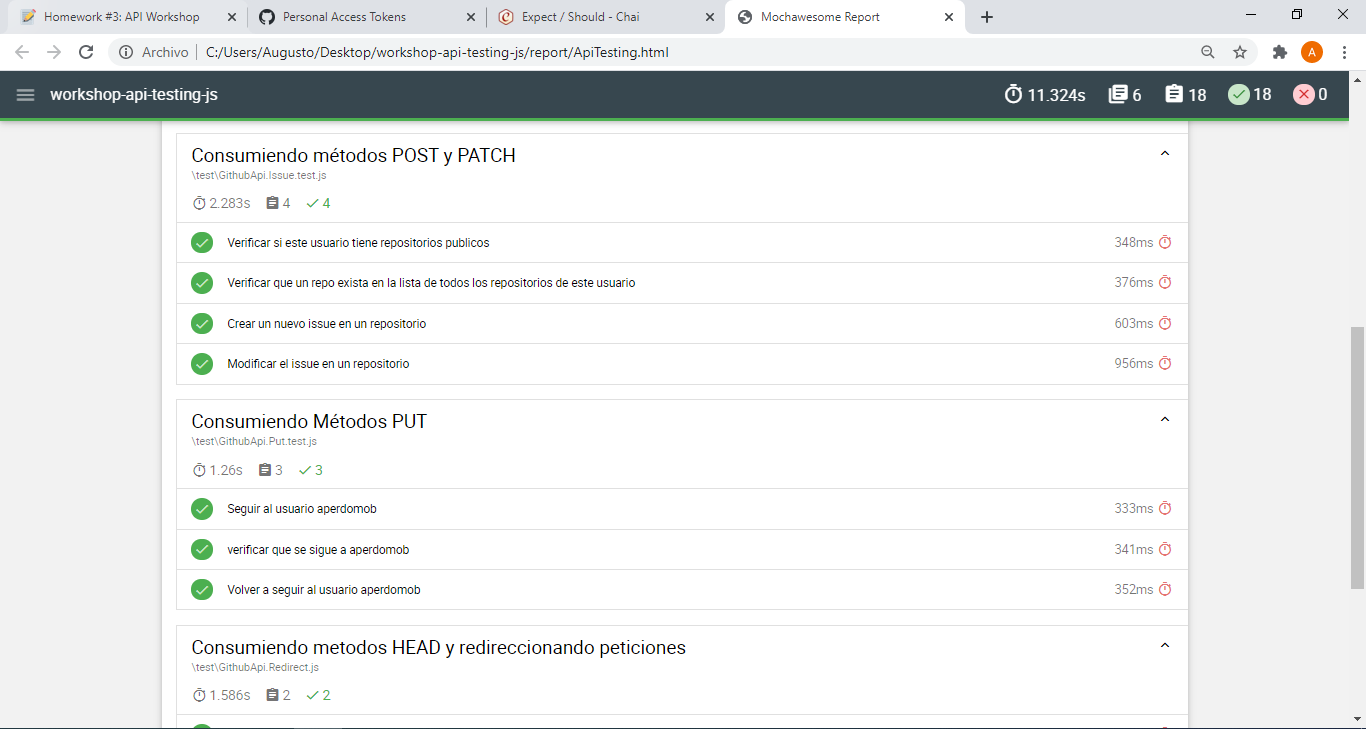 Homework #3: API Workshop
Personal Access Tokens
Expect / Should - Chai
Mochawesome Report
Archivo
C:/Users/Augusto/Desktop/workshop-api-testing-js/report/ApiTesting.html
A
workshop-api-testing-js
11.324s 6 18 18 0
Consumiendo métodos POST y PATCH
\test\GithubApi.Issue.test.js
2.283s 4 4
Verificar si este usuario tiene repositorios publicos 348ms
Verificar que un repo exista en la lista de todos los repositorios de este usuario 376ms
Crear un nuevo issue en un repositorio 603ms
Modificar el issue en un repositorio 956ms
Consumiendo Métodos PUT
\test\GithubApi.Put.test.js
1.26s 3 3
Seguir al usuario aperdomob 333ms
verificar que se sigue a aperdomob 341ms
Volver a seguir al usuario aperdomob 352ms
Consumiendo metodos HEAD y redireccionando peticiones
\test\GithubApi.Redirect.js
1.586s 2 2